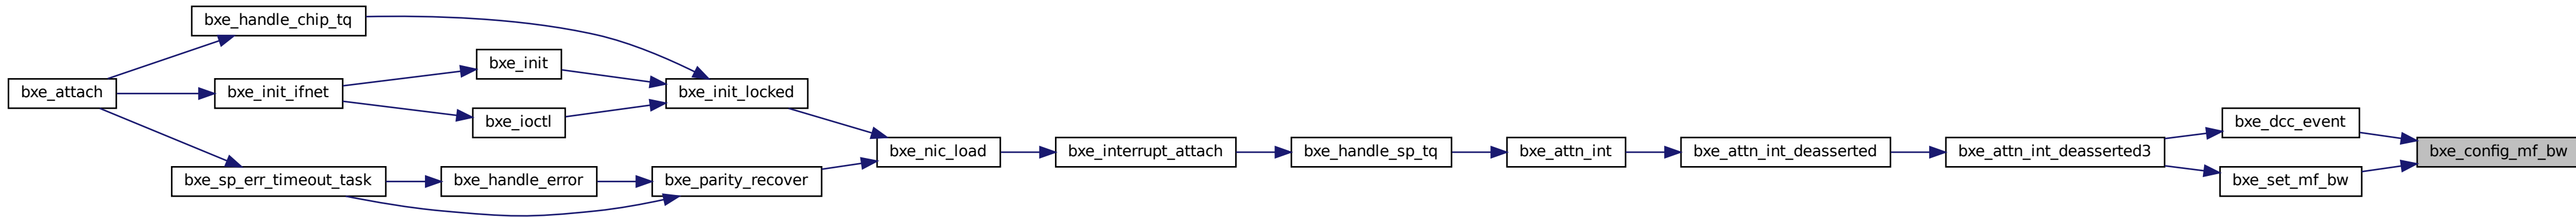 bxe_handle_chip_tq
bxe_init
bxe_attach
bxe_init_ifnet
bxe_init_locked
bxe_ioctl
bxe_dcc_event
bxe_nic_load
bxe_interrupt_attach
bxe_handle_sp_tq
bxe_attn_int
bxe_attn_int_deasserted
bxe_attn_int_deasserted3
bxe_config_mf_bw
bxe_sp_err_timeout_task
bxe_handle_error
bxe_parity_recover
bxe_set_mf_bw